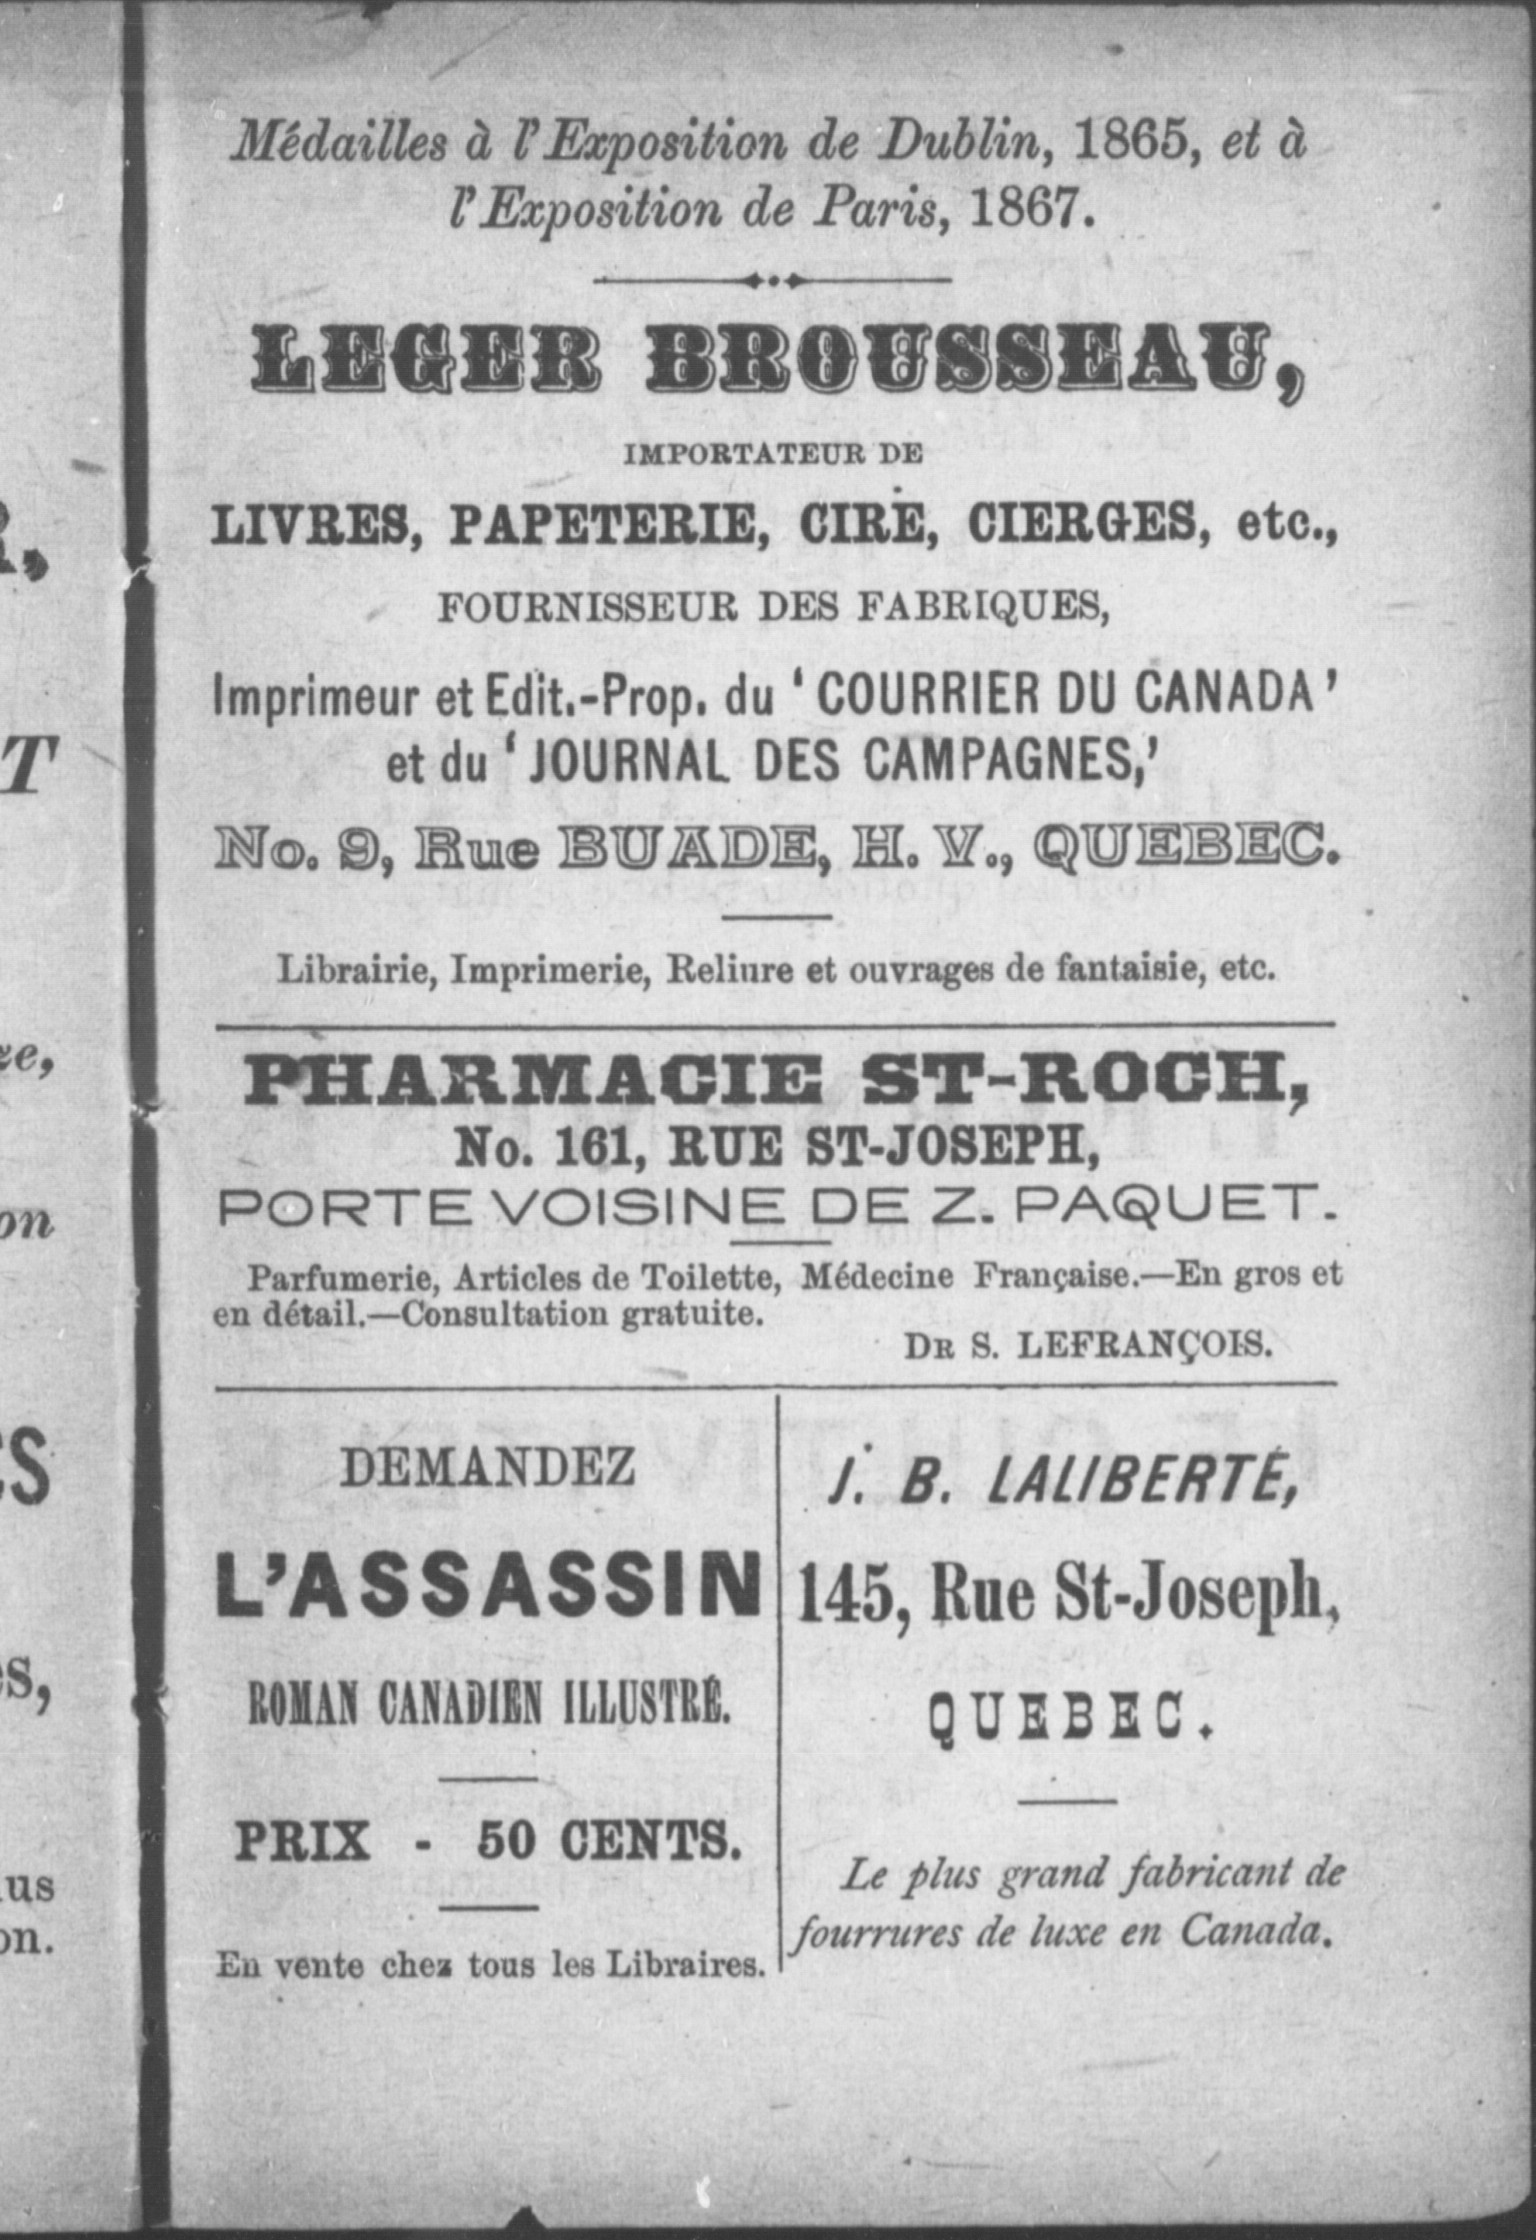 Médailles à l'Exposition de Dublin, 1865, et à
l'Exposition de Paris, 1867.
LEGER BROUSSEAU,
IMPORTATEUR DE
LIVRES, PAPETERIE, CIRE, CIERGES, etc.,
FOURNISSEUR DES FABRIQUES,
Imprimeur et Edit.-Prop. du ‘COURRIER DU CANADA’
et du ‘JOURNAL DES CAMPAGNES,’
No. 9, Rue BUADE, H. V., QUEBEC.
Librairie, Imprimerie, Reliure et ouvrages de fantaisie, etc.
PHARMACIE ST-ROCH,
No. 161, RUE ST-JOSEPH,
PORTE VOISINE DE Z. PAQUET.
Parfumerie, Articles de Toilette, Médecine Française.—En gros et
en détail.—Consultation gratuite.
DR S. LEFRANÇOIS.
DEMANDEZ
L'ASSASSIN
ROMAN CANADIEN ILLUSTRÉ.
PRIX - 50 CENTS.
En vente chez tous les Libraires.
J. B. LALIBERTÉ,
145, Rue St-Joseph,
QUEBEC.
Le plus grand fabricant de
fourrures de luxe en Canada.